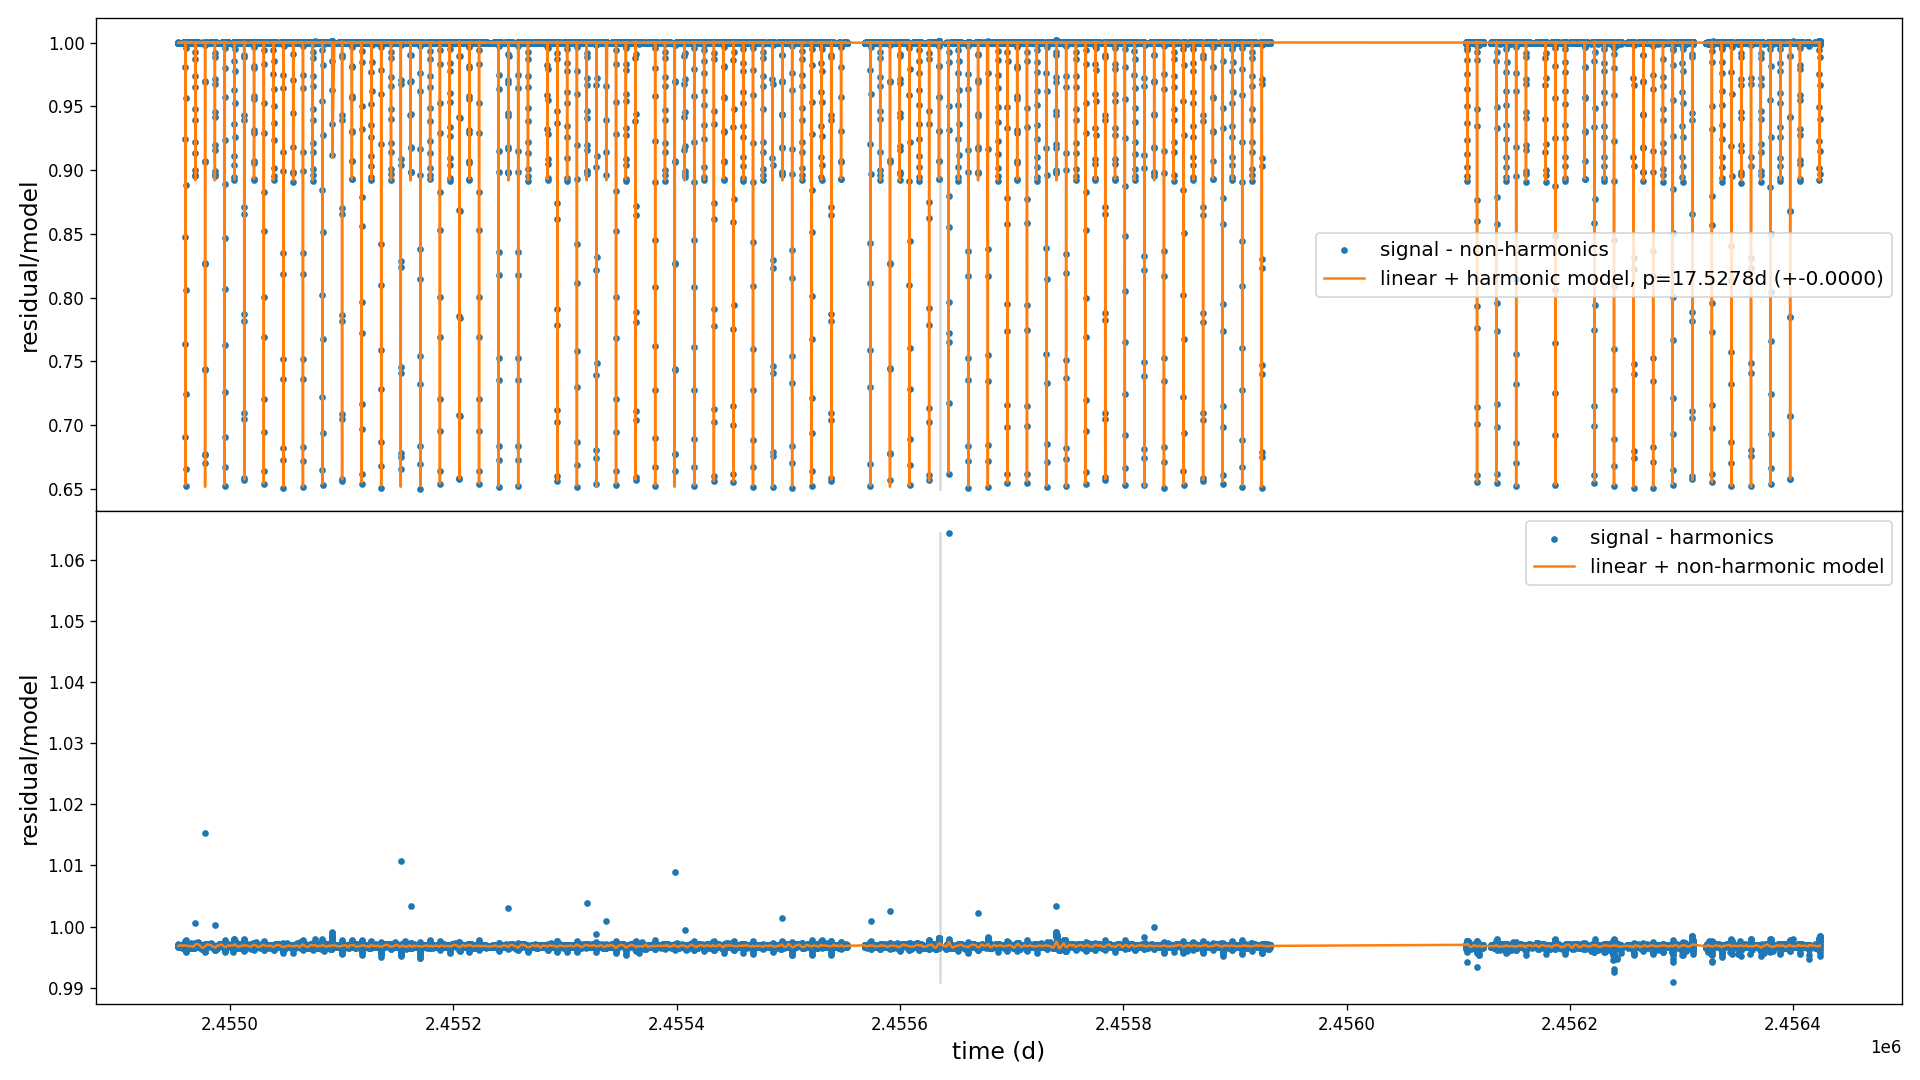 1.00
0.95
0.90
0.85
0.80
0.75
0.70
0.65
residual/model
signal - non-harmonics
linear + harmonic model, p=17.5278d (+-0.0000)
1.06
1.05
1.04
1.03
1.02
1.01
1.00
0.99
residual/model
signal - harmonics
linear + non-harmonic model
2.4550 2.4552 2.4554 2.4556 2.4558 2.4560 2.4562 2.4564
1e6
time (d)